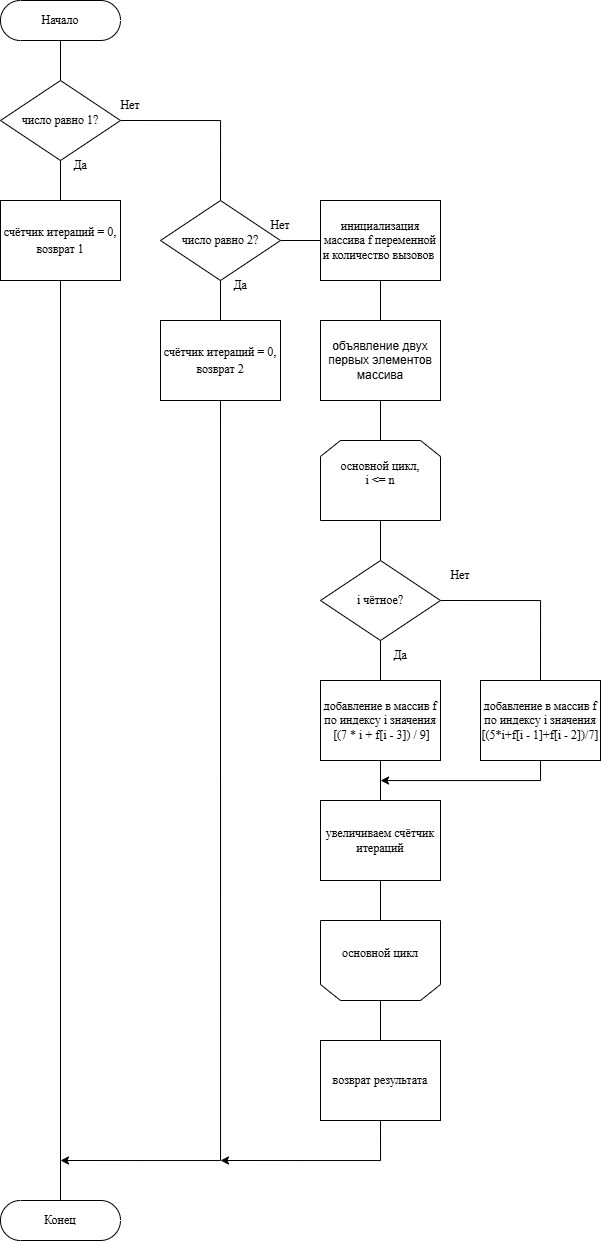 Начало
число равно 1?
Нет
Да
счётчик итераций = 0,
возврат 1
число равно 2?
Нет
Да
счётчик итераций = 0,
возврат 2
инициализация
массива f переменной
и количество вызовов
объявление двух
первых элементов
массива
основной цикл,
i <= n
i чётное?
Нет
Да
добавление в массив f
по индексу i значения
[(7 * i + f[i - 3]) / 9]
добавление в массив f
по индексу i значения
[(5*i+f[i - 1]+f[i - 2])/7]
увеличиваем счётчик
итераций
основной цикл
возврат результата
Конец